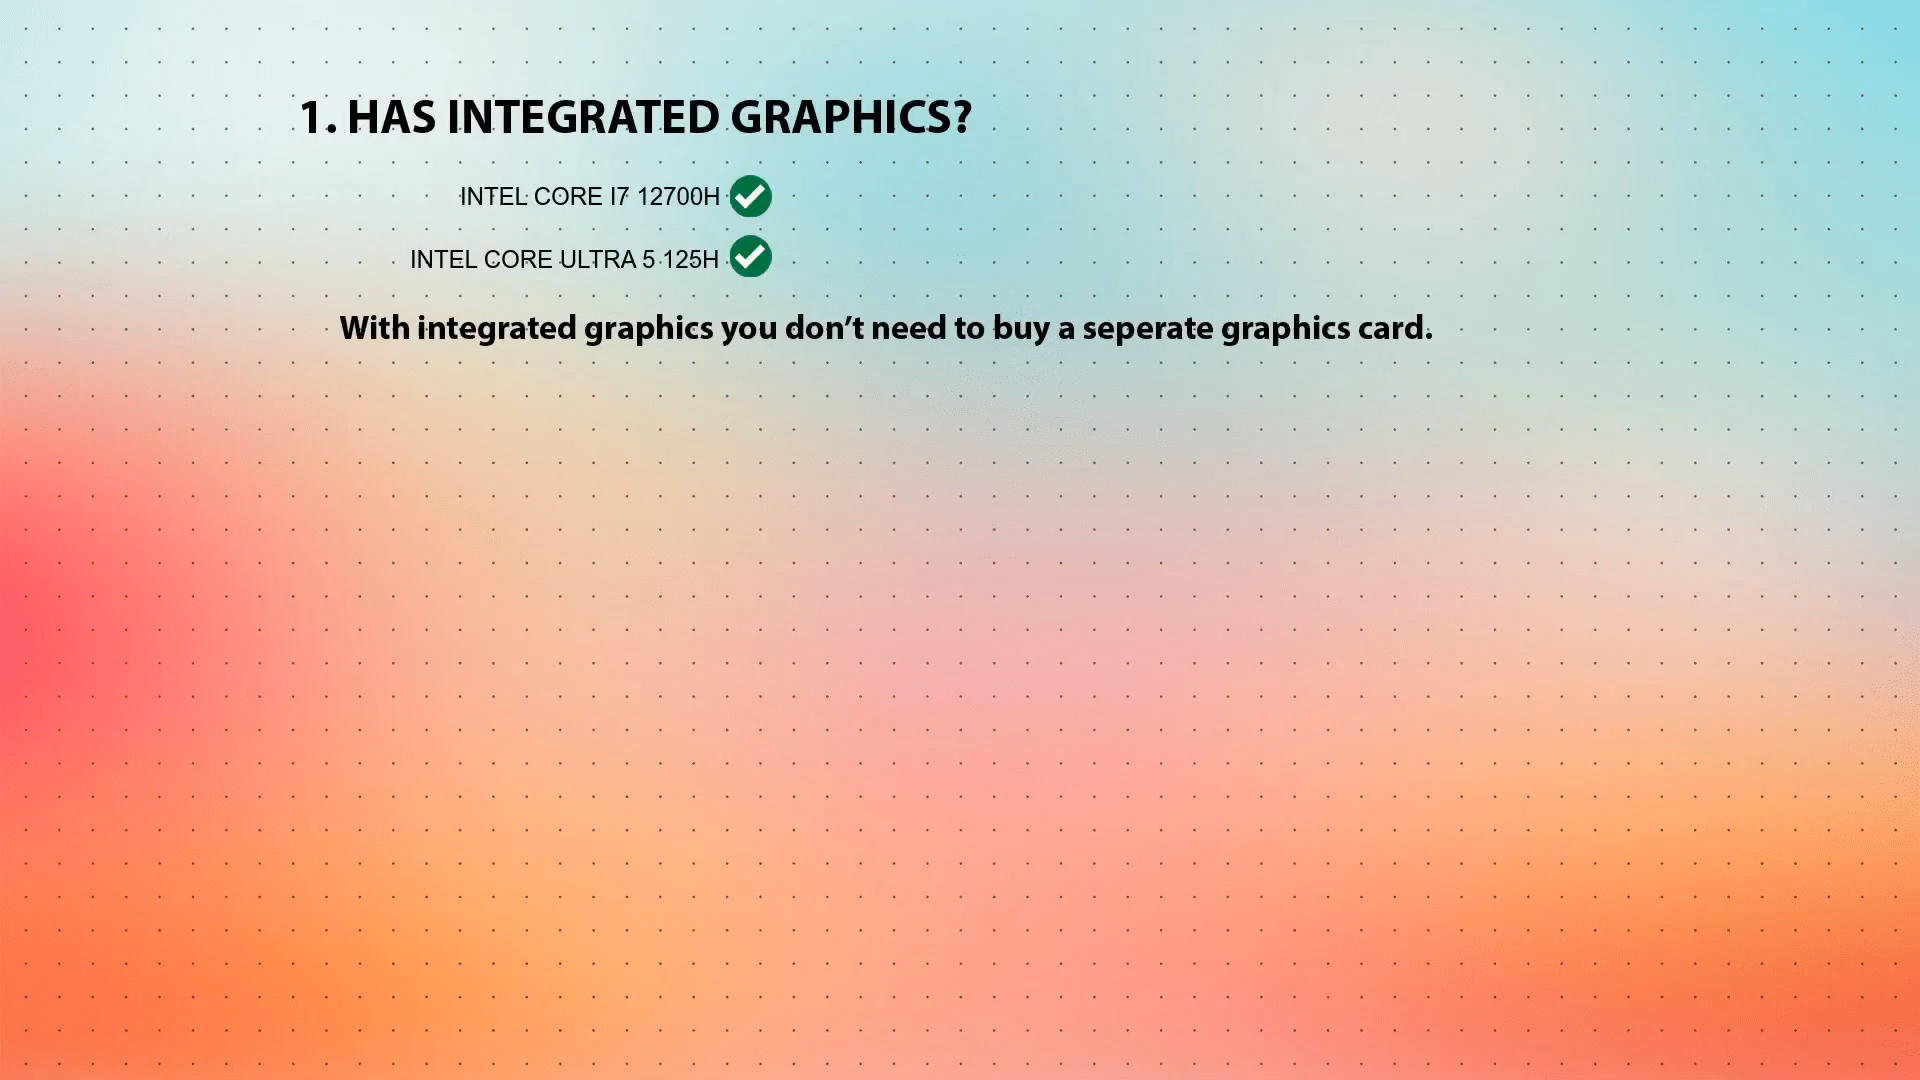 1. HAS INTEGRATED GRAPHICS?
INTEL CORE I7 12700H
INTEL CORE ULTRA 5 125H
With integrated graphics you don’t need to buy a seperate graphics card.